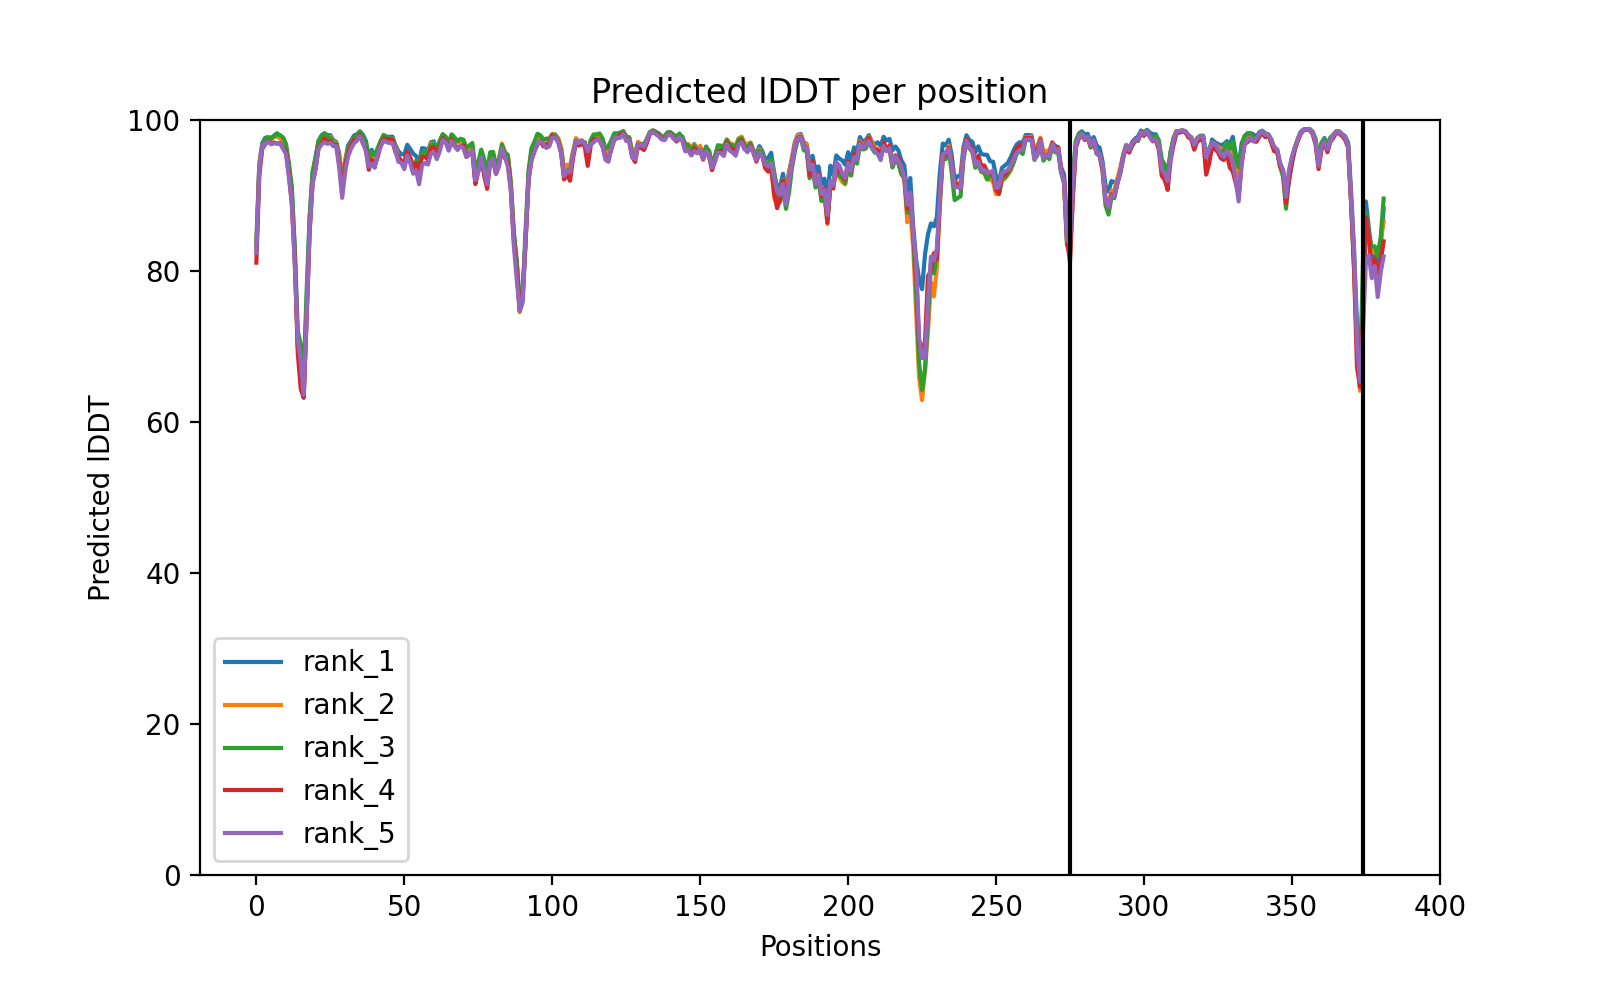 Predicted lDDT per position
100
80
60
40
20
0
Predicted lDDT
rank_1
rank_2
rank_3
rank_4
rank_5
0 50 100 150 200 250 300 350 400
Positions